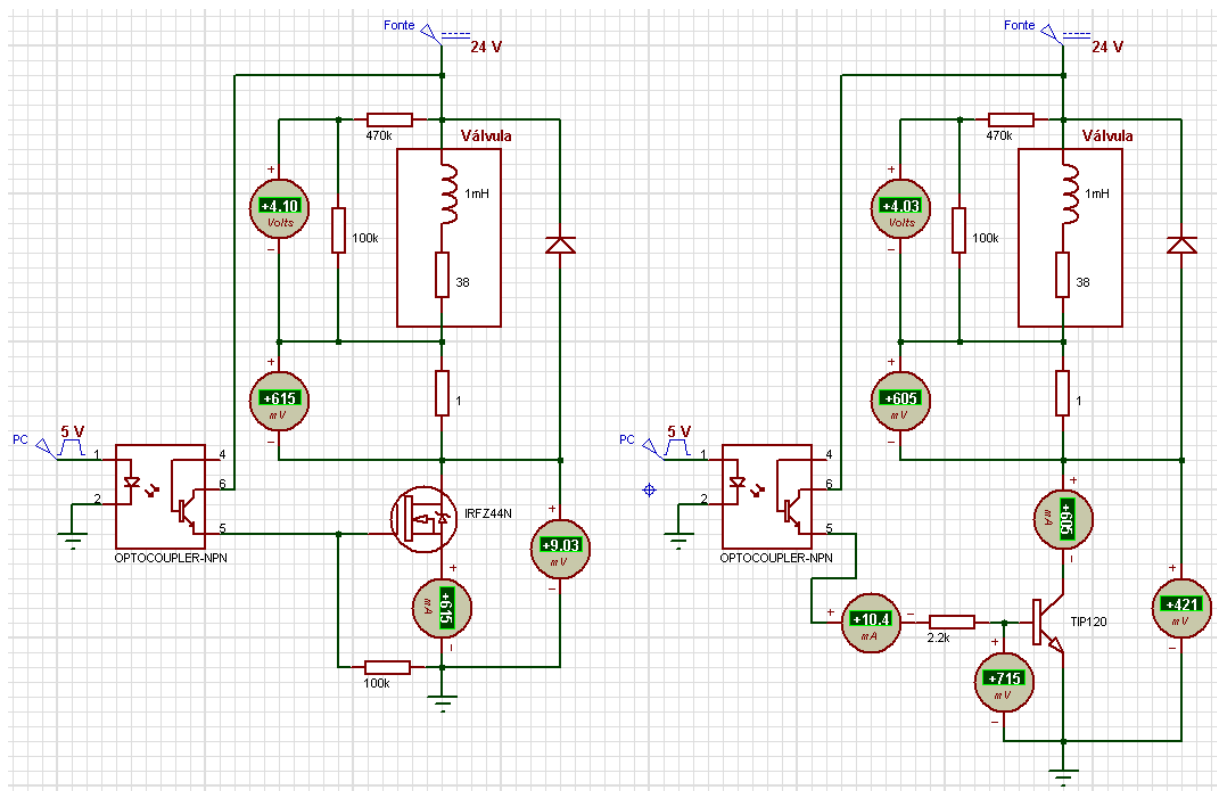 Fonte
24 V
470k
Válvula
+4.10
Volts
1mH
100k
38
+615
mV
1
PC
5 V
1
2
4
6
5
OPTOCOUPLER-NPN
IRFZ44N
+9.03
mV
+615
mA
100k
Fonte
24 V
470k
Válvula
+4.03
Volts
1mH
100k
38
+605
mV
1
PC
5 V
1
2
4
6
5
OPTOCOUPLER-NPN
+605
mA
+10.4
mA
2.2k
TIP120
+421
mV
+715
mV